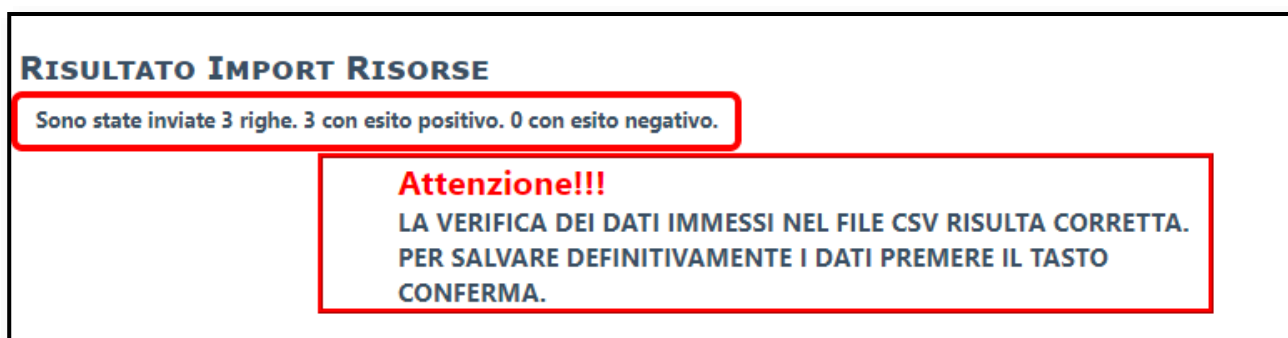 Risultato Import Risorse
Sono state inviate 3 righe. 3 con esito positivo. 0 con esito negativo.
Attenzione!!!
LA VERIFICA DEI DATI IMMESSI NEL FILE CSV RISULTA CORRETTA.
PER SALVARE DEFINITIVAMENTE I DATI PREMERE IL TASTO
CONFERMA.